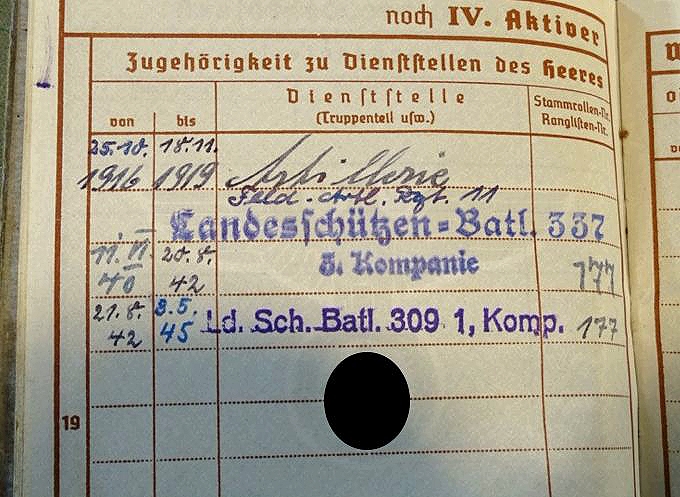 noch IV. Aktiver
Zugehörigkeit zu Dienststellen des Heeres
von bis Dienststelle (Truppenteil usw.) Stammrollen-Nr. Ranglisten-Nr.
25.10. 18.11.
1916 1919 Artillerie
Feld-Artl. Rgt. 11
Landesschützen-Batl. 337
11. II. 20.8. 3. Kompanie 177
40 42
21.8. 8.5. Ld. Sch. Batl. 309 1, Komp. 177
42 45
19